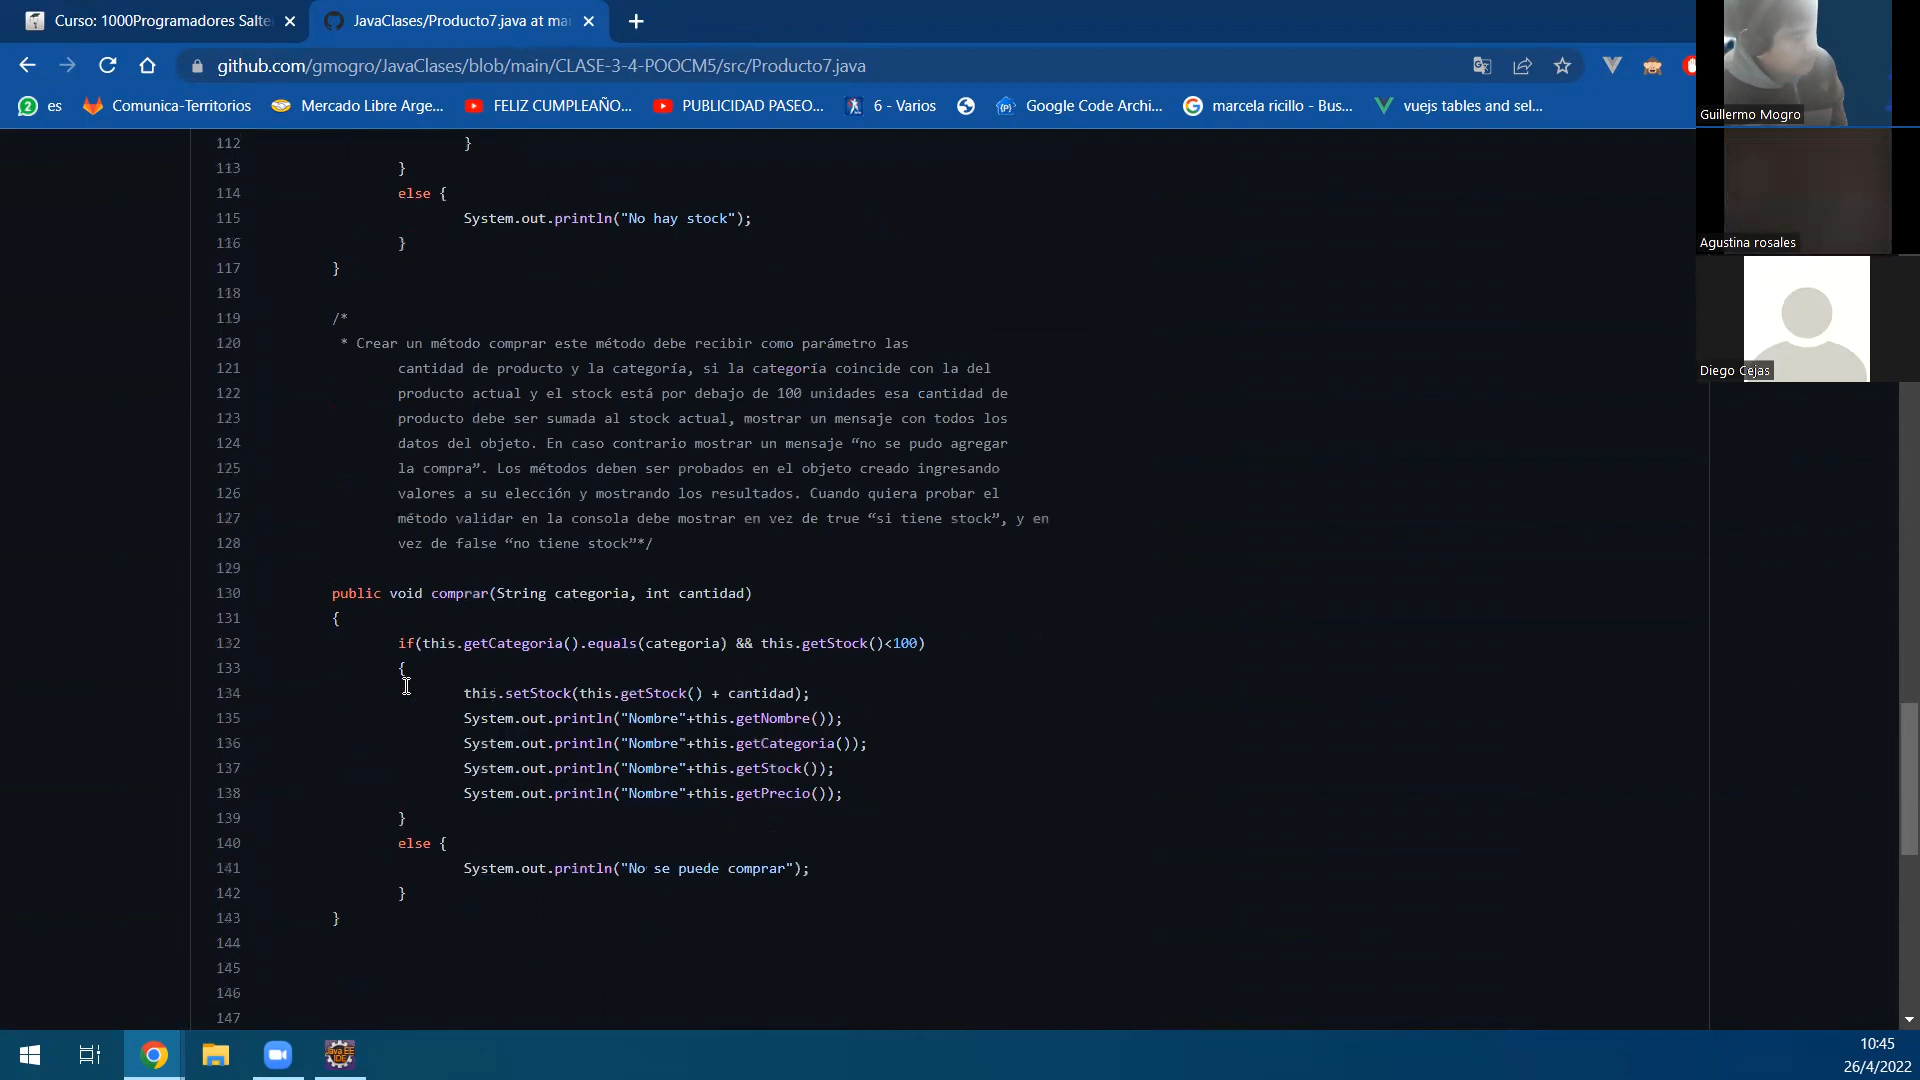 Curso: 1000Programadores Salte
JavaClases/Producto7.java at ma
github.com/gmogro/JavaClases/blob/main/CLASE-3-4-POOCM5/src/Producto7.java
es
Comunica-Territorios
Mercado Libre Arge...
FELIZ CUMPLEAÑO...
PUBLICIDAD PASEO...
6 - Varios
Google Code Archi...
marcela ricillo - Bus...
vuejs tables and sel...
Guillermo Mogro
Agustina rosales
Diego Cejas
112 }
113 }
114 else {
115 System.out.println("No hay stock");
116 }
117 }
118
119 /*
120 * Crear un método comprar este método debe recibir como parámetro las
121 cantidad de producto y la categoría, si la categoría coincide con la del
122 producto actual y el stock está por debajo de 100 unidades esa cantidad de
123 producto debe ser sumada al stock actual, mostrar un mensaje con todos los
124 datos del objeto. En caso contrario mostrar un mensaje “no se pudo agregar
125 la compra”. Los métodos deben ser probados en el objeto creado ingresando
126 valores a su elección y mostrando los resultados. Cuando quiera probar el
127 método validar en la consola debe mostrar en vez de true “si tiene stock”, y en
128 vez de false “no tiene stock”*/
129
130 public void comprar(String categoria, int cantidad)
131 {
132 if(this.getCategoria().equals(categoria) && this.getStock()<100)
133 {
134 this.setStock(this.getStock() + cantidad);
135 System.out.println("Nombre"+this.getNombre());
136 System.out.println("Nombre"+this.getCategoria());
137 System.out.println("Nombre"+this.getStock());
138 System.out.println("Nombre"+this.getPrecio());
139 }
140 else {
141 System.out.println("No se puede comprar");
142 }
143 }
144
145
146
147
10:45
26/4/2022